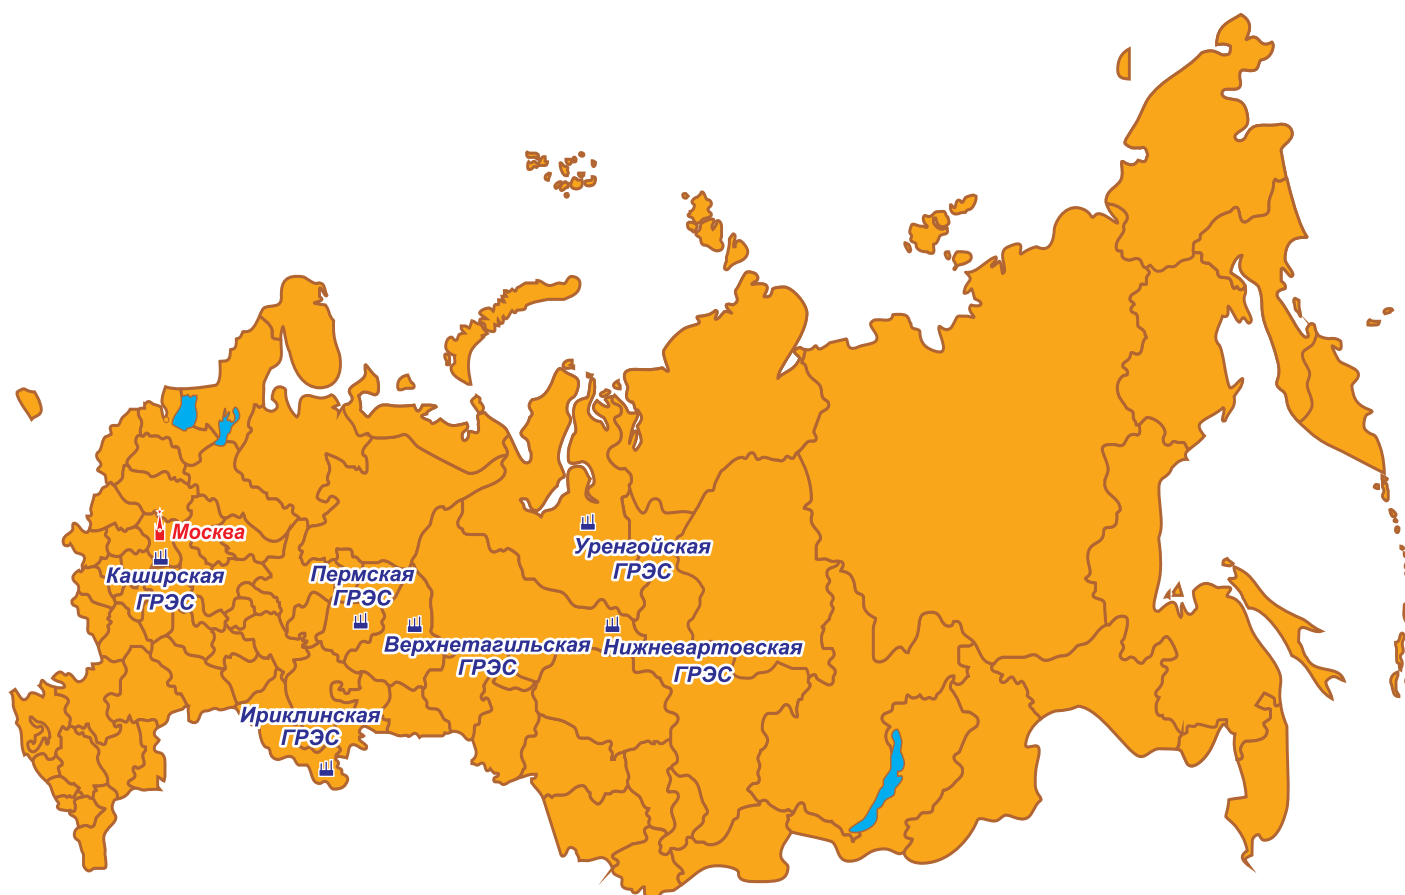 Москва
Уренгойская
ГРЭС
Каширская
ГРЭС
Пермская
ГРЭС
Верхнетагильская
ГРЭС
Нижневартовская
ГРЭС
Ириклинская
ГРЭС